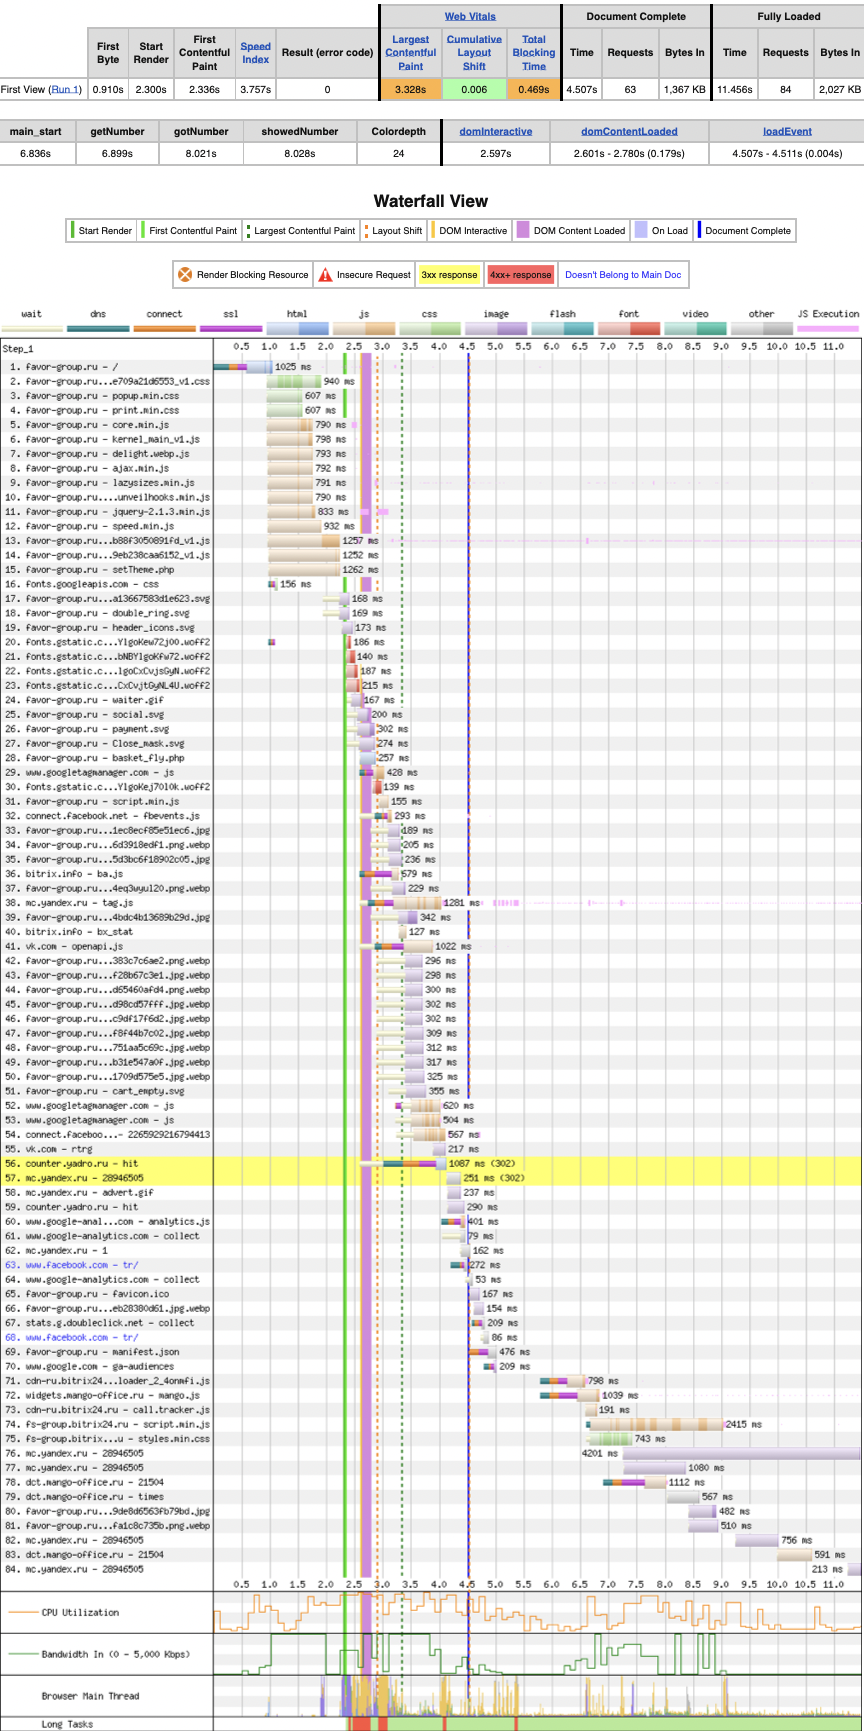 Web Vitals Document Complete Fully Loaded
First Byte Start Render First Contentful Paint Speed Index Result (error code) Largest Contentful Paint Cumulative Layout Shift Total Blocking Time Time Requests Bytes In Time Requests Bytes In
First View (Run 1) 0.910s 2.300s 2.336s 3.757s 0 3.328s 0.006 0.469s 4.507s 63 1,367 KB 11.456s 84 2,027 KB
main_start getNumber gotNumber showedNumber Colordepth domInteractive domContentLoaded loadEvent
6.836s 6.899s 8.021s 8.028s 24 2.597s 2.601s - 2.780s (0.179s) 4.507s - 4.511s (0.004s)
Waterfall View
Start Render First Contentful Paint Largest Contentful Paint Layout Shift DOM Interactive DOM Content Loaded On Load Document Complete
Render Blocking Resource Insecure Request 3xx response 4xx+ response Doesn't Belong to Main Doc
wait dns connect ssl html js css image flash font video other JS Execution
Step_1 0.5 1.0 1.5 2.0 2.5 3.0 3.5 4.0 4.5 5.0 5.5 6.0 6.5 7.0 7.5 8.0 8.5 9.0 9.5 10.0 10.5 11.0
1. favor-group.ru - / 1025 ms
2. favor-group.ru...e709a21d6553_v1.css 940 ms
3. favor-group.ru - popup.min.css 607 ms
4. favor-group.ru - print.min.css 607 ms
5. favor-group.ru - core.min.js 790 ms
6. favor-group.ru - kernel_main_v1.js 798 ms
7. favor-group.ru - delight.webp.js 793 ms
8. favor-group.ru - ajax.min.js 792 ms
9. favor-group.ru - lazysizes.min.js 791 ms
10. favor-group.ru....unveilhooks.min.js 790 ms
11. favor-group.ru - jquery-2.1.3.min.js 833 ms
12. favor-group.ru - speed.min.js 932 ms
13. favor-group.ru...b88f3050891fd_v1.js 1257 ms
14. favor-group.ru...9eb238caa6152_v1.js 1252 ms
15. favor-group.ru - setTheme.php 1262 ms
16. fonts.googleapis.com - css 156 ms
17. favor-group.ru...a13667583d1e623.svg 168 ms
18. favor-group.ru - double_ring.svg 169 ms
19. favor-group.ru - header_icons.svg 173 ms
20. fonts.gstatic.c...YlgoKew72j00.woff2 186 ms
21. fonts.gstatic.c...bNBYlgoKfw72.woff2 140 ms
22. fonts.gstatic.c...lgoCxCvjsGyN.woff2 187 ms
23. fonts.gstatic.c...CxCvjtGyNL4U.woff2 215 ms
24. favor-group.ru - waiter.gif 167 ms
25. favor-group.ru - social.svg 200 ms
26. favor-group.ru - payment.svg 302 ms
27. favor-group.ru - Close_mask.svg 274 ms
28. favor-group.ru - basket_fly.php 257 ms
29. www.googletagmanager.com - js 428 ms
30. fonts.gstatic.c...YlgoKej70l0k.woff2 139 ms
31. favor-group.ru - script.min.js 155 ms
32. connect.facebook.net - fbevents.js 293 ms
33. favor-group.ru...1ec8ecf85e51ec6.jpg 189 ms
34. favor-group.ru...6d3918edf1.png.webp 205 ms
35. favor-group.ru...5d3bc6f18902c05.jpg 236 ms
36. bitrix.info - ba.js 679 ms
37. favor-group.ru...4eq3wyul20.png.webp 229 ms
38. mc.yandex.ru - tag.js 1281 ms
39. favor-group.ru...4bdc4b13689b29d.jpg 342 ms
40. bitrix.info - bx_stat 127 ms
41. vk.com - openapi.js 1022 ms
42. favor-group.ru...383c7c6ae2.png.webp 296 ms
43. favor-group.ru...f28b67c3e1.jpg.webp 298 ms
44. favor-group.ru...d65460afd4.png.webp 300 ms
45. favor-group.ru...d98cd57fff.jpg.webp 302 ms
46. favor-group.ru...c9df17f6d2.jpg.webp 302 ms
47. favor-group.ru...f8f44b7c02.jpg.webp 309 ms
48. favor-group.ru...751aa5c69c.jpg.webp 312 ms
49. favor-group.ru...b31e547a0f.jpg.webp 317 ms
50. favor-group.ru...1709d575e5.jpg.webp 325 ms
51. favor-group.ru - cart_empty.svg 355 ms
52. www.googletagmanager.com - js 620 ms
53. www.googletagmanager.com - js 504 ms
54. connect.faceboo...- 2265929216794413 567 ms
55. vk.com - rtrg 217 ms
56. counter.yadro.ru - hit 1087 ms (302)
57. mc.yandex.ru - 28946505 251 ms (302)
58. mc.yandex.ru - advert.gif 237 ms
59. counter.yadro.ru - hit 290 ms
60. www.google-anal...com - analytics.js 401 ms
61. www.google-analytics.com - collect 79 ms
62. mc.yandex.ru - 1 162 ms
63. www.facebook.com - tr/ 272 ms
64. www.google-analytics.com - collect 53 ms
65. favor-group.ru - favicon.ico 167 ms
66. favor-group.ru...eb28380d61.jpg.webp 154 ms
67. stats.g.doubleclick.net - collect 209 ms
68. www.facebook.com - tr/ 86 ms
69. favor-group.ru - manifest.json 476 ms
70. www.google.com - ga-audiences 209 ms
71. cdn-ru.bitrix24...loader_2_4onmfi.js 798 ms
72. widgets.mango-office.ru - mango.js 1039 ms
73. cdn-ru.bitrix24.ru - call.tracker.js 191 ms
74. fs-group.bitrix24.ru - script.min.js 2415 ms
75. fs-group.bitrix...u - styles.min.css 743 ms
76. mc.yandex.ru - 28946505 4201 ms
77. mc.yandex.ru - 28946505 1080 ms
78. dct.mango-office.ru - 21504 1112 ms
79. dct.mango-office.ru - times 567 ms
80. favor-group.ru...9de8d6563fb79bd.jpg 482 ms
81. favor-group.ru...fa1c8c735b.png.webp 510 ms
82. mc.yandex.ru - 28946505 756 ms
83. dct.mango-office.ru - 21504 591 ms
84. mc.yandex.ru - 28946505 213 ms
0.5 1.0 1.5 2.0 2.5 3.0 3.5 4.0 4.5 5.0 5.5 6.0 6.5 7.0 7.5 8.0 8.5 9.0 9.5 10.0 10.5 11.0
CPU Utilization
Bandwidth In (0 - 5,000 Kbps)
Browser Main Thread
Long Tasks